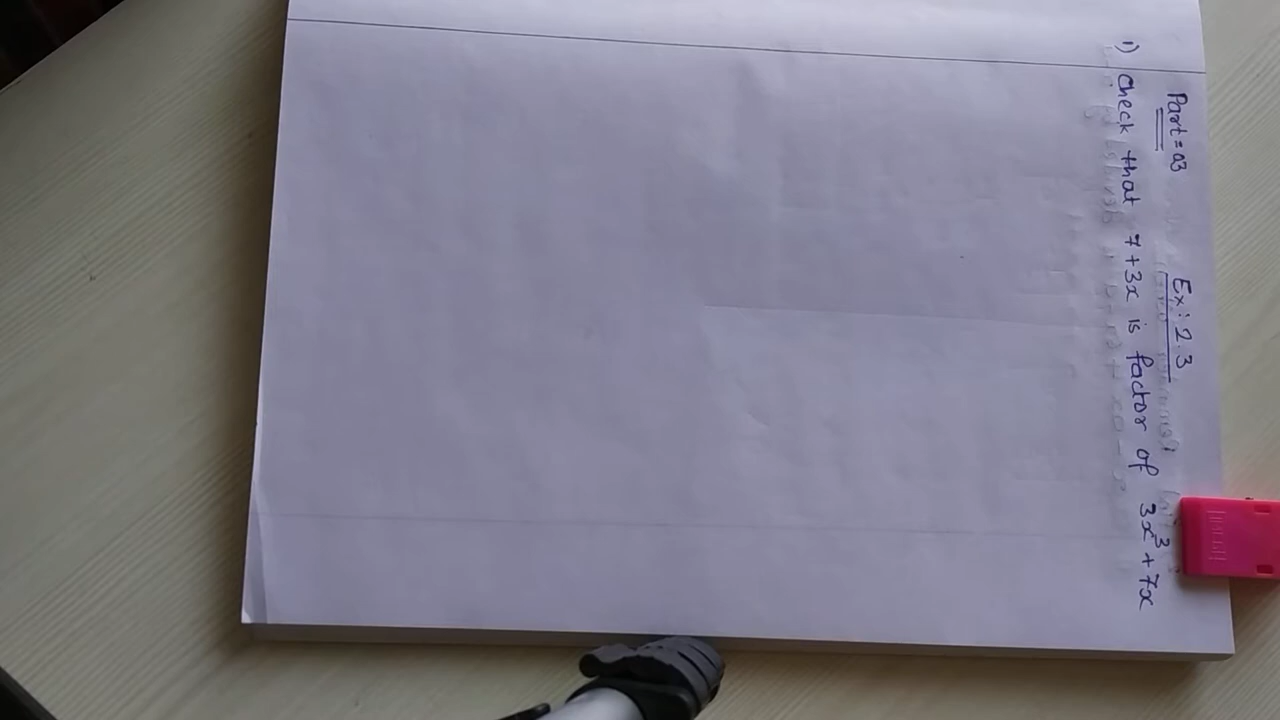 Part = 03 Ex: 2.3
1) Check that 7+3x is factor of 3x³+7x